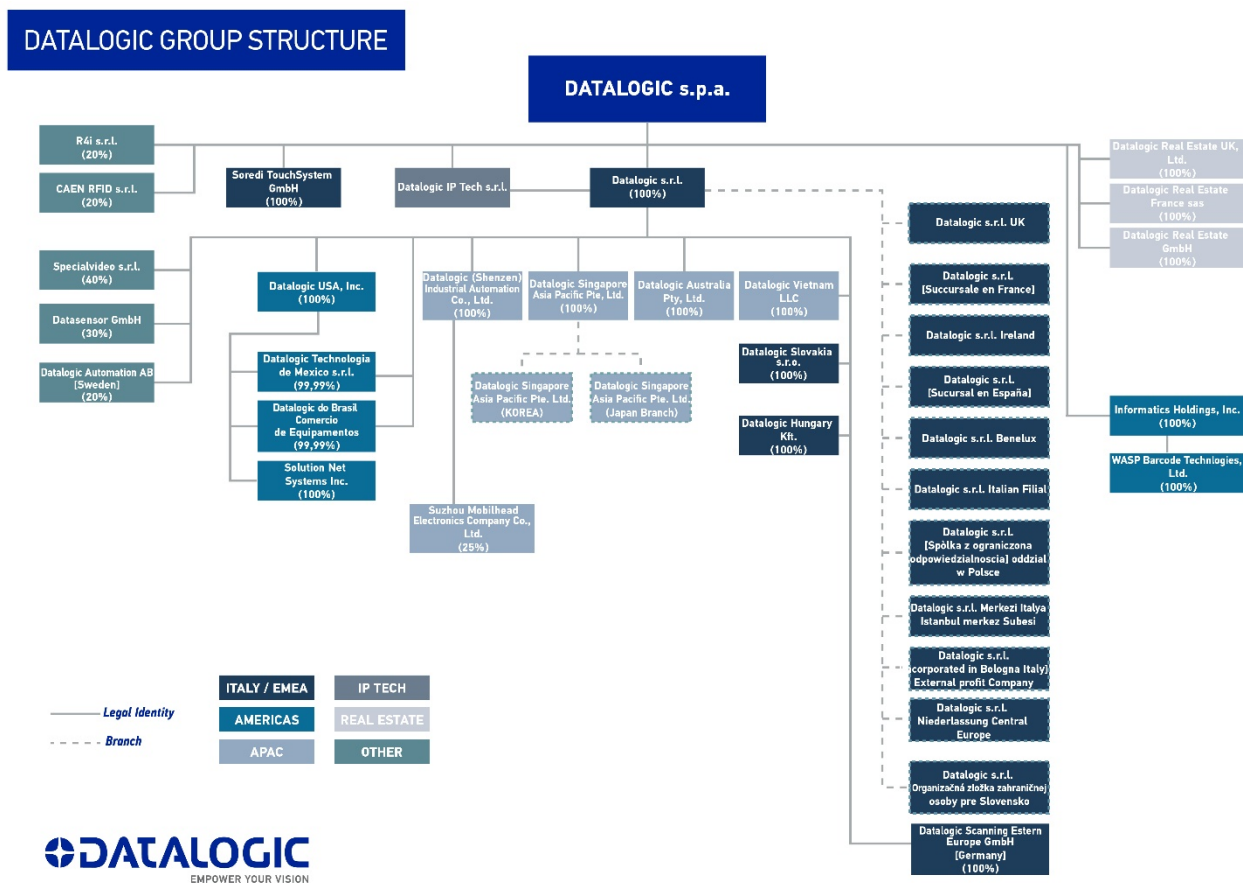 DATALOGIC GROUP STRUCTURE
DATALOGIC s.p.a.
R4i s.r.l.
(20%)
CAEN RFID s.r.l.
(20%)
Soredi TouchSystem
GmbH
(100%)
Datalogic IP Tech s.r.l.
Datalogic s.r.l.
(100%)
Datalogic Real Estate UK,
Ltd.
(100%)
Datalogic Real Estate
France sas
(100%)
Datalogic Real Estate
GmbH
(100%)
Specialvideo s.r.l.
(40%)
Datasensor GmbH
(30%)
Datalogic Automation AB
[Sweden]
(20%)
Datalogic USA, Inc.
(100%)
Datalogic Technologia
de Mexico s.r.l.
(99,99%)
Datalogic do Brasil
Comercio
de Equipamentos
(99,99%)
Solution Net
Systems Inc.
(100%)
Datalogic (Shenzen)
Industrial Automation
Co., Ltd.
(100%)
Datalogic Singapore
Asia Pacific Pte, Ltd.
(100%)
Datalogic Australia
Pty, Ltd.
(100%)
Datalogic Vietnam
LLC
(100%)
Datalogic Singapore
Asia Pacific Pte. Ltd.
(KOREA)
Datalogic Singapore
Asia Pacific Pte. Ltd.
(Japan Branch)
Suzhou Mobilhead
Electronics Company Co.,
Ltd.
(25%)
Datalogic Slovakia
s.r.o.
(100%)
Datalogic Hungary
Kft.
(100%)
Datalogic s.r.l. UK
Datalogic s.r.l.
[Succursale en France]
Datalogic s.r.l. Ireland
Datalogic s.r.l.
[Sucursal en España]
Datalogic s.r.l. Benelux
Datalogic s.r.l. Italian Filial
Datalogic s.r.l.
[Spòlka z ograniczona
odpowiedzialnoscia] oddzial
w Polsce
Datalogic s.r.l. Merkezi Italya
Istanbul merkez Subesi
Datalogic s.r.l.
ncorporated in Bologna Italy)
External profit Company
Datalogic s.r.l.
Niederlassung Central
Europe
Datalogic s.r.l.
Organizačná zložka zahraničnej
osoby pre Slovensko
Datalogic Scanning Estern
Europe GmbH
[Germany]
(100%)
Informatics Holdings, Inc.
(100%)
WASP Barcode Technlogies,
Ltd.
(100%)
Legal Identity
Branch
ITALY / EMEA
IP TECH
AMERICAS
REAL ESTATE
APAC
OTHER
DATALOGIC
EMPOWER YOUR VISION